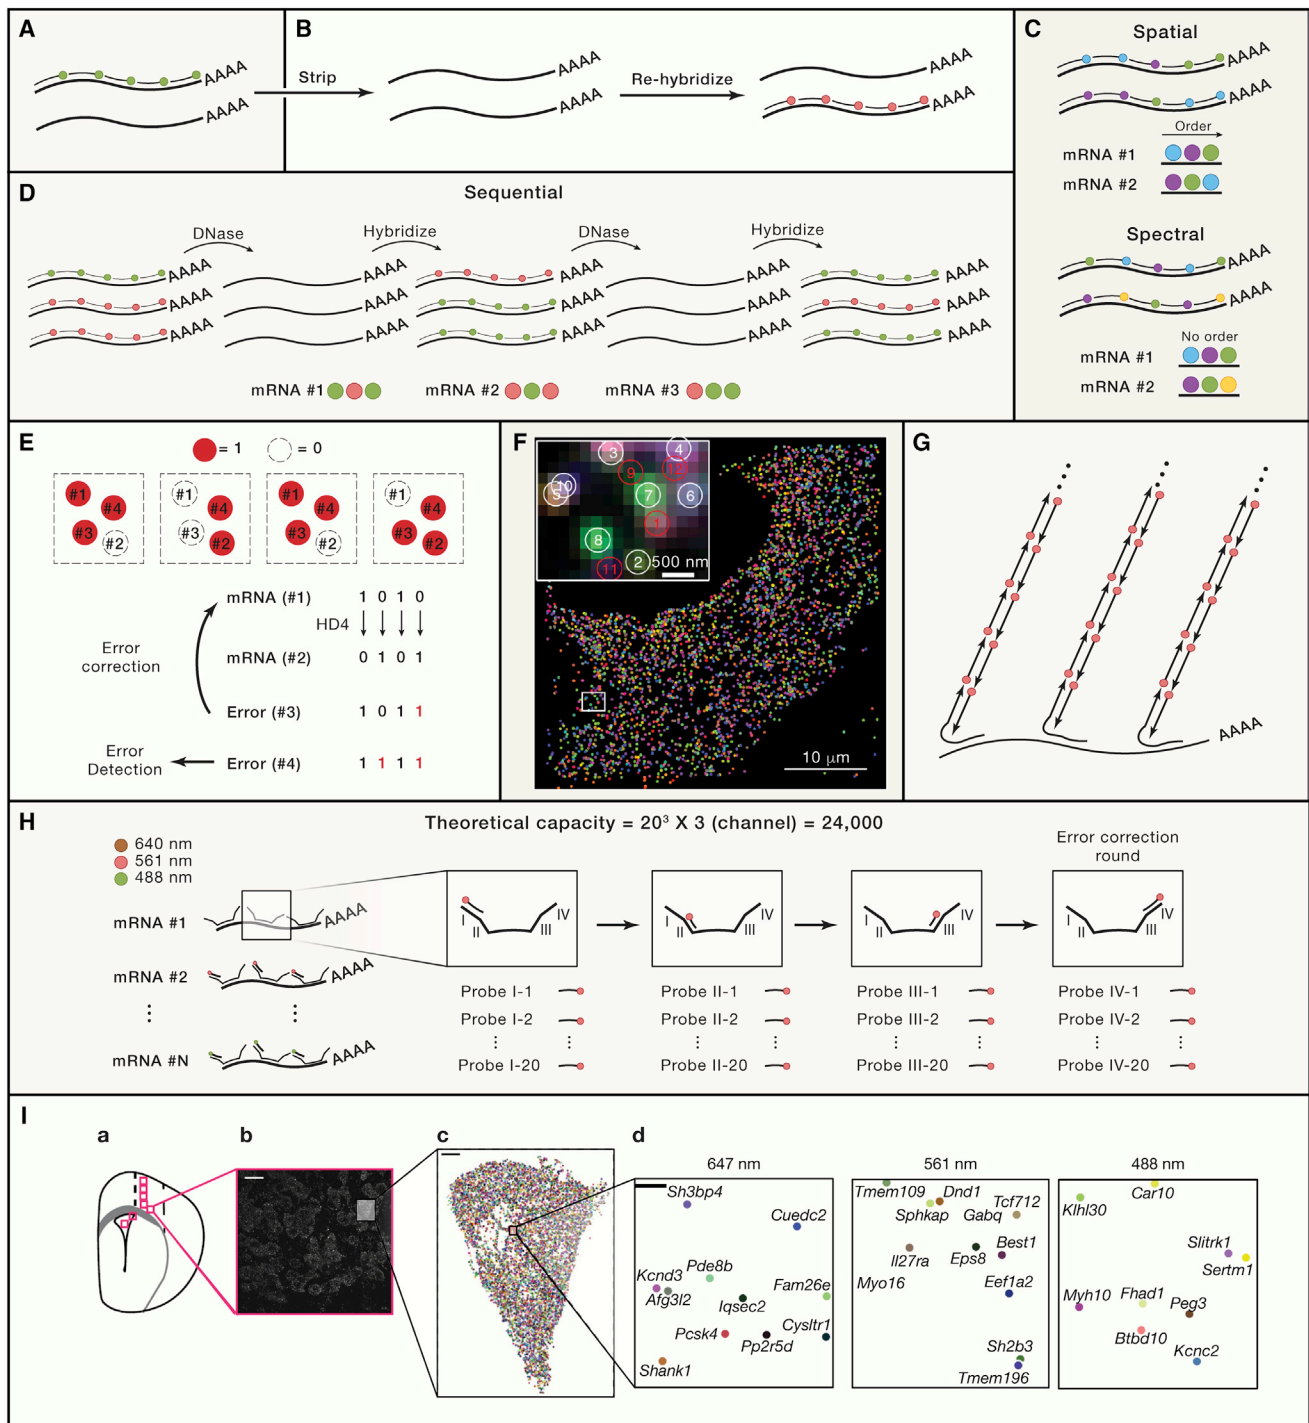 A
AAAA
AAAA
B
Strip
AAAA
AAAA
Re-hybridize
AAAA
AAAA
C
Spatial
AAAA
AAAA
Order
mRNA #1
mRNA #2
Spectral
AAAA
AAAA
No order
mRNA #1
mRNA #2
D
Sequential
DNase
Hybridize
DNase
Hybridize
AAAA AAAA AAAA AAAA AAAA
AAAA AAAA AAAA AAAA AAAA
AAAA AAAA AAAA AAAA AAAA
mRNA #1 mRNA #2 mRNA #3
E
= 1 = 0
#1 #4 #3 #2
#1 #4 #3 #2
#1 #4 #3 #2
#1 #4 #3 #2
mRNA (#1) 1 0 1 0
HD4
Error
correction
mRNA (#2) 0 1 0 1
Error (#3) 1 0 1 1
Error
Detection
Error (#4) 1 1 1 1
F
3 4
9 12
10
5 7 6
1
8
2
11
500 nm
10 μm
G
AAAA
H
Theoretical capacity = 20³ X 3 (channel) = 24,000
640 nm
561 nm
488 nm
Error correction
round
mRNA #1 AAAA
I II III IV
I II III IV
I II III IV
I II III IV
mRNA #2 AAAA
mRNA #N AAAA
Probe I-1 Probe II-1 Probe III-1 Probe IV-1
Probe I-2 Probe II-2 Probe III-2 Probe IV-2
Probe I-20 Probe II-20 Probe III-20 Probe IV-20
I
a b c d
647 nm
Sh3bp4
Cuedc2
Pde8b
Kcnd3
Afg3l2
Fam26e
Iqsec2
Pcsk4
Pp2r5d
Cysltr1
Shank1
561 nm
Tmem109
Dnd1
Sphkap
Gabq
Tcf712
Il27ra
Eps8
Best1
Myo16
Eef1a2
Sh2b3
Tmem196
488 nm
Klhl30
Car10
Slitrk1
Sertm1
Myh10
Fhad1
Peg3
Btbd10
Kcnc2